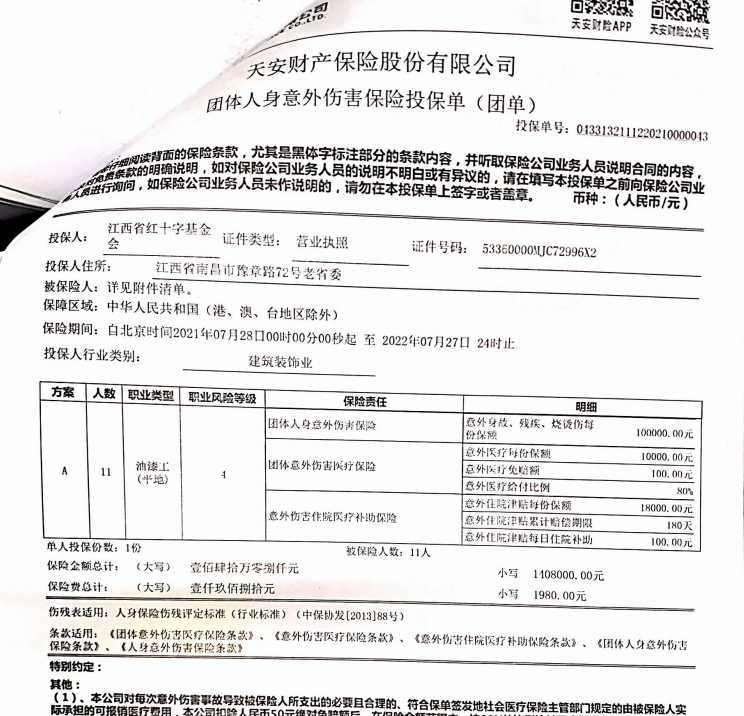 公司
CO.,LTD.
天安财险APP 天安财险公众号
天安财产保险股份有限公司
团体人身意外伤害保险投保单（团单）
投保单号：0433132111220210000043
仔细阅读背面的保险条款，尤其是黑体字标注部分的条款内容，并听取保险公司业务人员说明合同的内容，
免责条款的明确说明，如对保险公司业务人员的说明不明白或有异议的，请在填写本投保单之前向保险公司业
人员进行询问，如保险公司业务人员未作说明的，请勿在本投保单上签字或者盖章。 币种：（人民币/元）
投保人： 江西省红十字基金会 证件类型： 营业执照 证件号码： 53360000MJC72996X2
投保人住所： 江西省南昌市豫章路72号老省委
被保险人：详见附件清单。
保障区域：中华人民共和国（港、澳、台地区除外）
保险期间：自北京时间2021年07月28日00时00分00秒起 至 2022年07月27日 24时止
投保人行业类别： 建筑装饰业
方案 人数 职业类型 职业风险等级 保险责任 明细
A 11 油漆工（平地） 4
团体人身意外伤害保险 意外身故、残疾、烧烫伤每份保额 100000.00元
团体意外伤害医疗保险 意外医疗每份保额 10000.00元
意外医疗免赔额 100.00元
意外医疗给付比例 80%
意外伤害住院医疗补助保险 意外住院津贴每份保额 18000.00元
意外住院津贴累计赔偿期限 180天
意外住院津贴每日住院补助 100.00元
单人投保份数：1份 被保险人数：11人
保险金额总计： （大写） 壹佰肆拾万零捌仟元 小写 1408000.00元
保险费总计： （大写） 壹仟玖佰捌拾元 小写 1980.00元
伤残表适用：人身保险伤残评定标准（行业标准）（中保协发[2013]88号）
条款适用：《团体意外伤害医疗保险条款》、《意外伤害医疗保险条款》、《意外伤害住院医疗补助保险条款》、《团体人身意外伤害
保险条款》、《人身意外伤害保险条款》
特别约定：
其他：
（1）、本公司对每次意外伤害事故导致被保险人所支出的必要且合理的、符合保单签发地社会医疗保险主管部门规定的由被保险人实
际承担的可报销医疗费用，本公司扣除人民币50元绝对免赔额后，在保险金额范围内，按